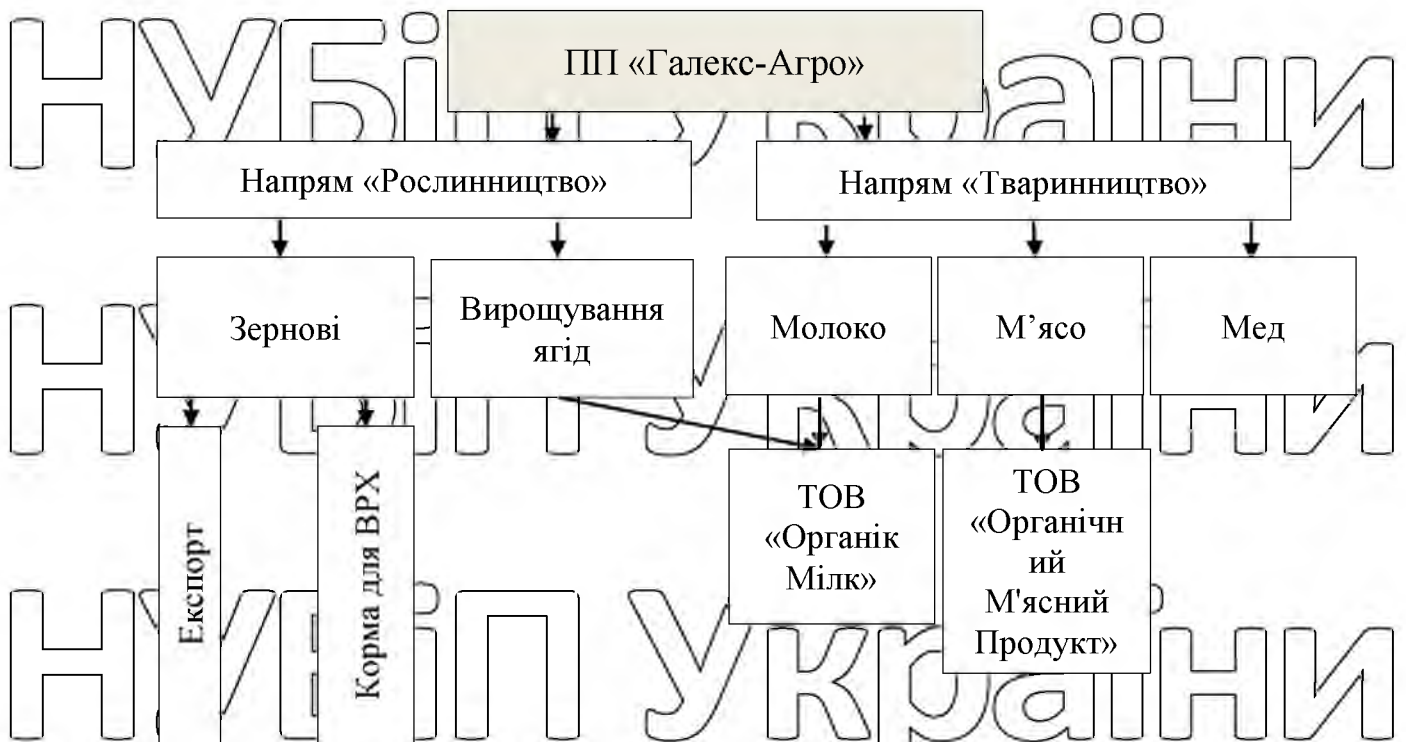 НУБіП України
ПП «Галекс-Агро»
Напрям «Рослинництво»
Напрям «Тваринництво»
Зернові
Вирощування
ягід
Молоко
М’ясо
Мед
НУБіП України
Експорт
Корма для ВРХ
ТОВ
«Органік
Мілк»
ТОВ
«Органічн
ий
М'ясний
Продукт»
НУБіП України